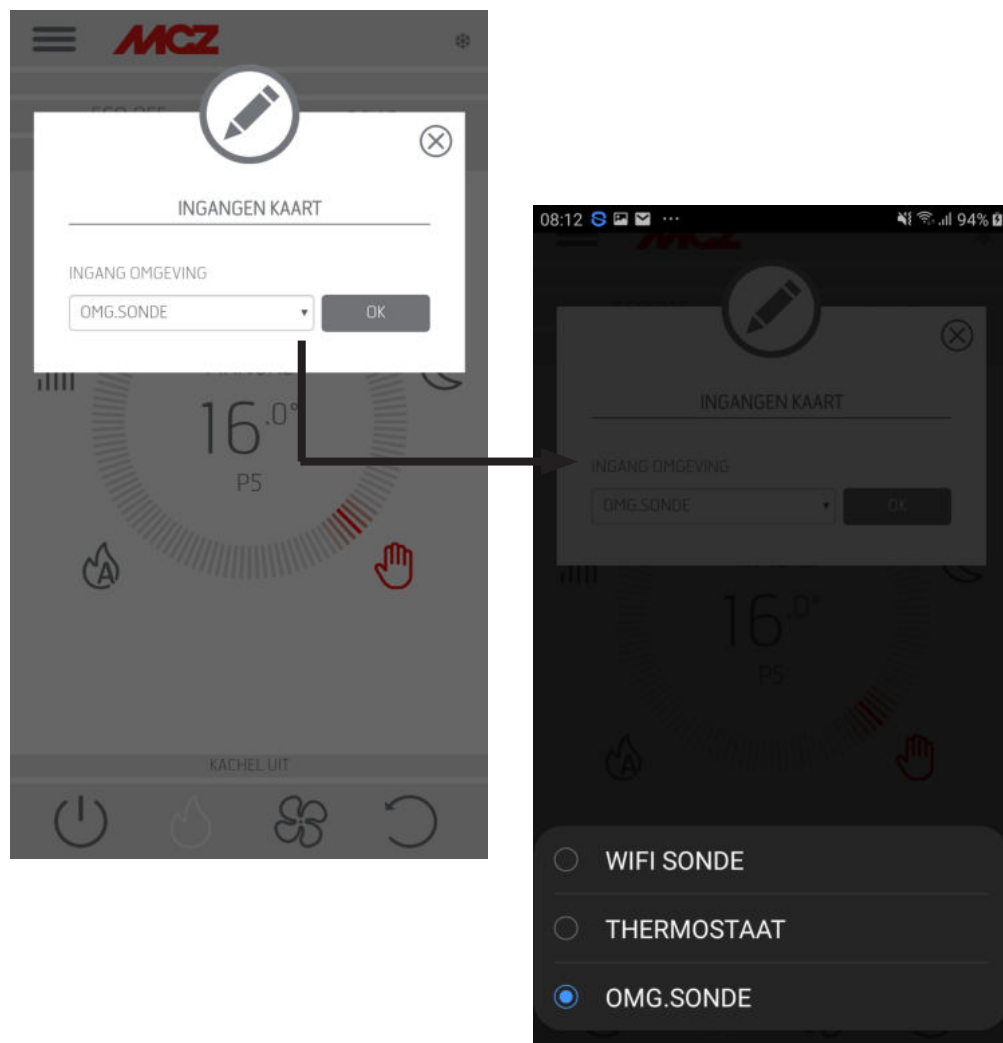 MCZ
INGANGEN KAART
INGANG OMGEVING
OMG.SONDE
OK
16.0°
P5
KACHEL UIT
08:12 ... 94%
MCZ
INGANGEN KAART
INGANG OMGEVING
OMG.SONDE
OK
16.0°
P5
WIFI SONDE
THERMOSTAAT
OMG.SONDE